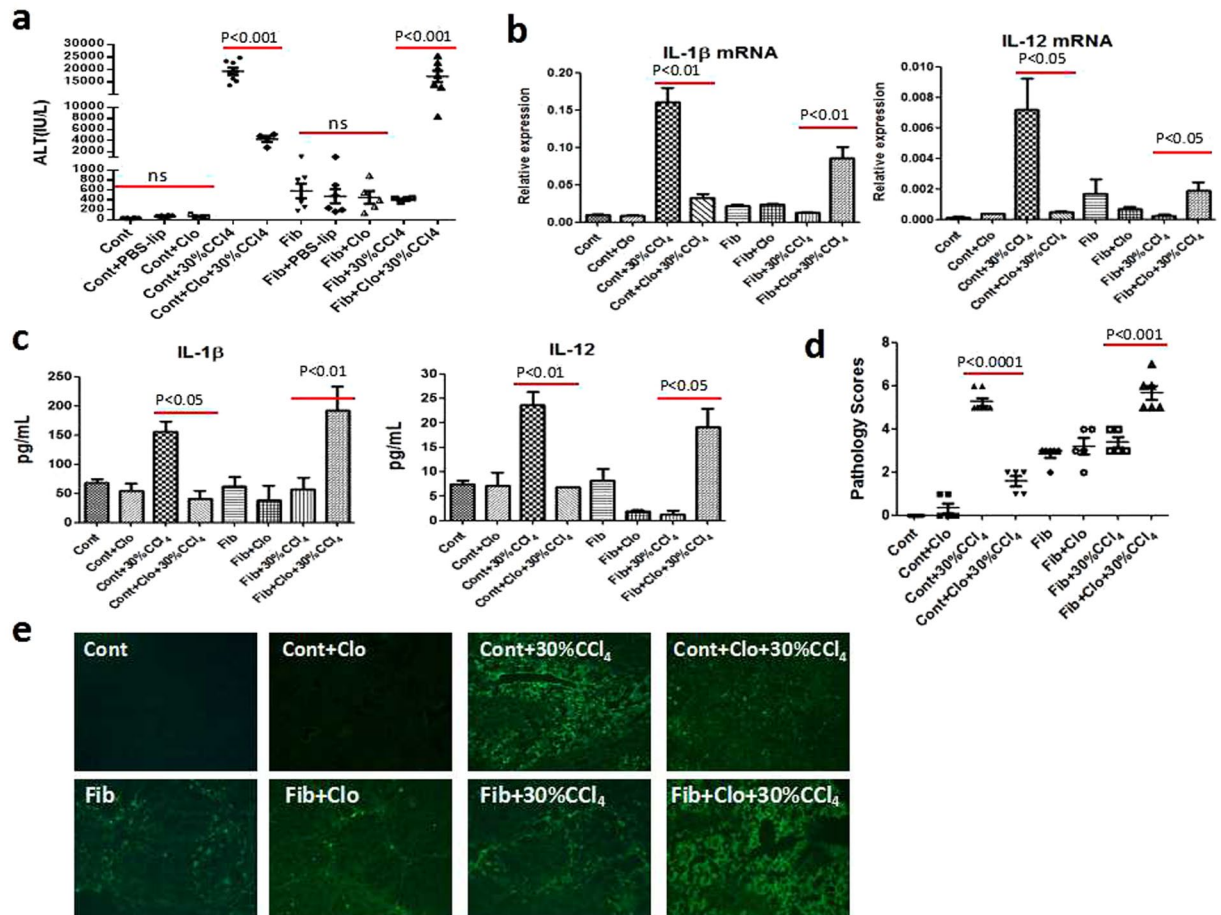 a
P<0.001
P<0.001
30000
25000
20000
15000
10000
8000
6000
4000
2000
1000
800
600
400
200
0
ALT(IU/L)
ns
ns
Cont
Cont+PBS-lip
Cont+Clo
Cont+30%CCl4
Cont+Clo+30%CCl4
Fib
Fib+PBS-lip
Fib+Clo
Fib+30%CCl4
Fib+Clo+30%CCl4
b
IL-1β mRNA
P<0.01
P<0.01
0.20
0.15
0.10
0.05
0.00
Relative expression
Cont
Cont+Clo
Cont+30%CCl₄
Cont+Clo+30%CCl₄
Fib
Fib+Clo
Fib+30%CCl₄
Fib+Clo+30%CCl₄
IL-12 mRNA
P<0.05
P<0.05
0.010
0.008
0.006
0.004
0.002
0.000
Relative expression
Cont
Cont+Clo
Cont+30%CCl₄
Cont+Clo+30%CCl₄
Fib
Fib+Clo
Fib+30%CCl₄
Fib+Clo+30%CCl₄
c
IL-1β
P<0.05
P<0.01
250
200
150
100
50
0
pg/mL
Cont
Cont+Clo
Cont+30%CCl₄
Cont+Clo+30%CCl₄
Fib
Fib+Clo
Fib+30%CCl₄
Fib+Clo+30%CCl₄
IL-12
P<0.01
P<0.05
30
25
20
15
10
5
0
pg/mL
Cont
Cont+Clo
Cont+30%CCl₄
Cont+Clo+30%CCl₄
Fib
Fib+Clo
Fib+30%CCl₄
Fib+Clo+30%CCl₄
d
P<0.0001
P<0.001
8
6
4
2
0
Pathology Scores
Cont
Cont+Clo
Cont+30%CCl₄
Cont+Clo+30%CCl₄
Fib
Fib+Clo
Fib+30%CCl₄
Fib+Clo+30%CCl₄
e
Cont
Cont+Clo
Cont+30%CCl₄
Cont+Clo+30%CCl₄
Fib
Fib+Clo
Fib+30%CCl₄
Fib+Clo+30%CCl₄